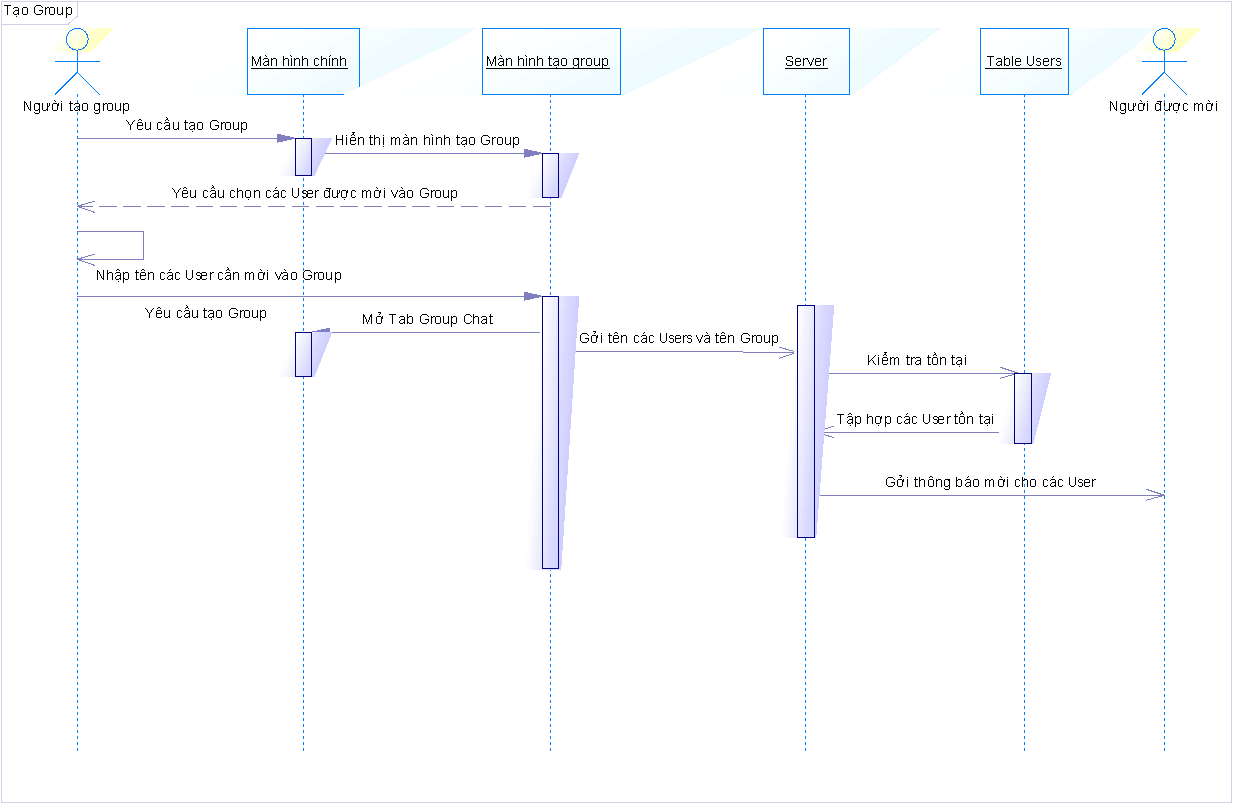 Tạo Group
Màn hình chính
Màn hình tạo group
Server
Table Users
Người tạo group
Người được mời
Yêu cầu tạo Group
Hiển thị màn hình tạo Group
Yêu cầu chọn các User được mời vào Group
Nhập tên các User cần mời vào Group
Yêu cầu tạo Group
Mở Tab Group Chat
Gởi tên các Users và tên Group
Kiểm tra tồn tại
Tập hợp các User tồn tại
Gởi thông báo mời cho các User